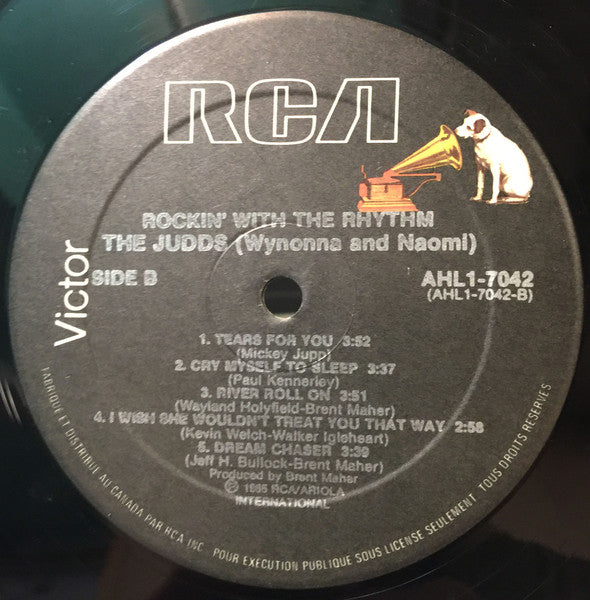 RCA
Victor
ROCKIN' WITH THE RHYTHM
THE JUDDS (Wynonna and Naomi)
SIDE B
AHL1-7042
(AHL1-7042-B)
1. TEARS FOR YOU 3:52
(Mickey Jupp)
2. CRY MYSELF TO SLEEP 3:37
(Paul Kennerley)
3. RIVER ROLL ON 3:51
(Wayland Holyfield-Brent Maher)
4. I WISH SHE WOULDN'T TREAT YOU THAT WAY 2:58
(Kevin Welch-Walker Igleheart)
5. DREAM CHASER 3:39
(Jeff H. Bullock-Brent Maher)
Produced by Brent Maher
℗ 1985 RCA/ARIOLA
INTERNATIONAL
FABRIQUÉ ET DISTRIBUÉ AU CANADA PAR RCA INC. POUR EXÉCUTION PUBLIQUE SOUS LICENSE SEULEMENT. TOUS DROITS RÉSERVÉS